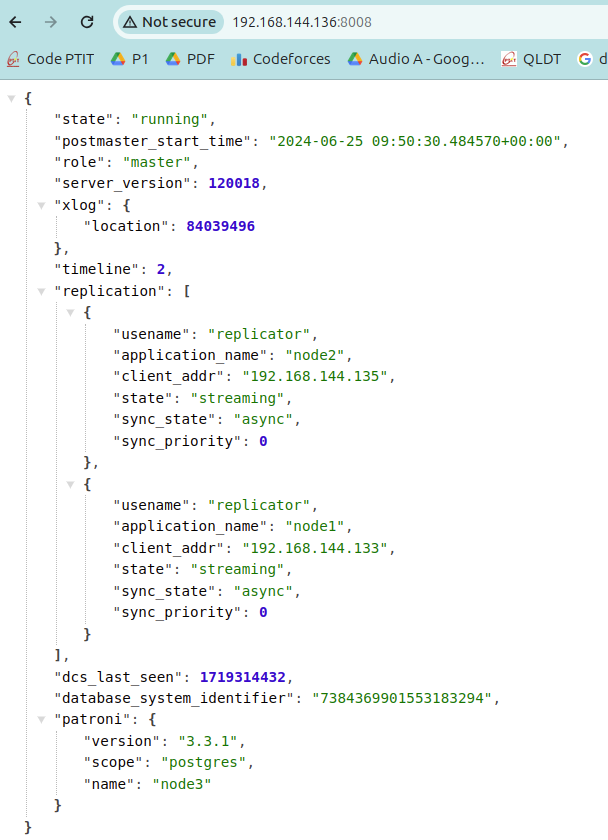 Not secure 192.168.144.136:8008
Code PTIT P1 PDF Codeforces Audio A - Goog... QLDT d
{
"state": "running",
"postmaster_start_time": "2024-06-25 09:50:30.484570+00:00",
"role": "master",
"server_version": 120018,
"xlog": {
"location": 84039496
},
"timeline": 2,
"replication": [
{
"usename": "replicator",
"application_name": "node2",
"client_addr": "192.168.144.135",
"state": "streaming",
"sync_state": "async",
"sync_priority": 0
},
{
"usename": "replicator",
"application_name": "node1",
"client_addr": "192.168.144.133",
"state": "streaming",
"sync_state": "async",
"sync_priority": 0
}
],
"dcs_last_seen": 1719314432,
"database_system_identifier": "7384369901553183294",
"patroni": {
"version": "3.3.1",
"scope": "postgres",
"name": "node3"
}
}